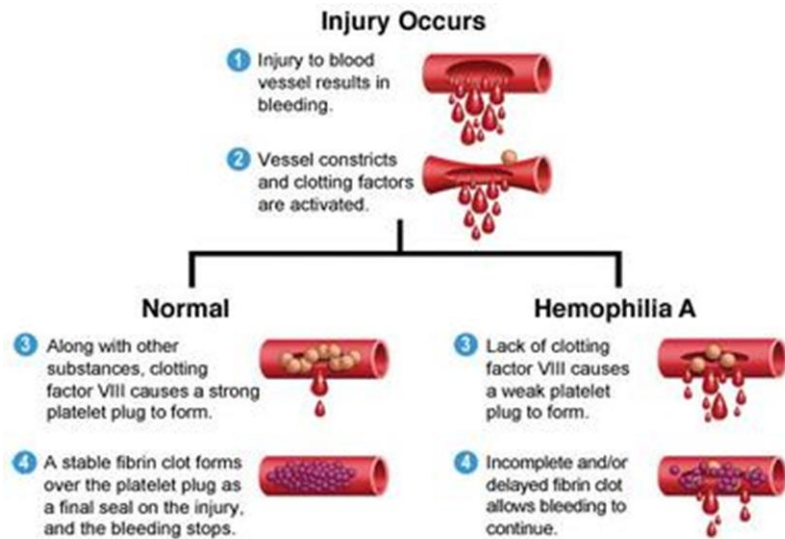 Injury Occurs
1 Injury to blood
vessel results in
bleeding.
2 Vessel constricts
and clotting factors
are activated.
Normal
3 Along with other
substances, clotting
factor VIII causes a strong
platelet plug to form.
4 A stable fibrin clot forms
over the platelet plug as
a final seal on the injury,
and the bleeding stops.
Hemophilia A
3 Lack of clotting
factor VIII causes
a weak platelet
plug to form.
4 Incomplete and/or
delayed fibrin clot
allows bleeding to
continue.